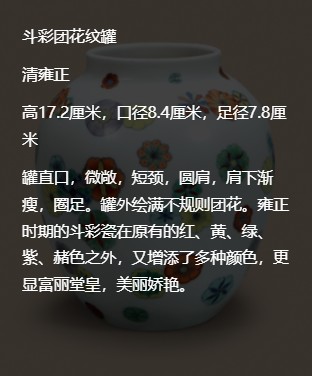 斗彩团花纹罐
清雍正
高17.2厘米，口径8.4厘米，足径7.8厘
米
罐直口，微敞，短颈，圆肩，肩下渐
瘦，圈足。罐外绘满不规则团花。雍正
时期的斗彩瓷在原有的红、黄、绿、
紫、赭色之外，又增添了多种颜色，更
显富丽堂皇，美丽娇艳。